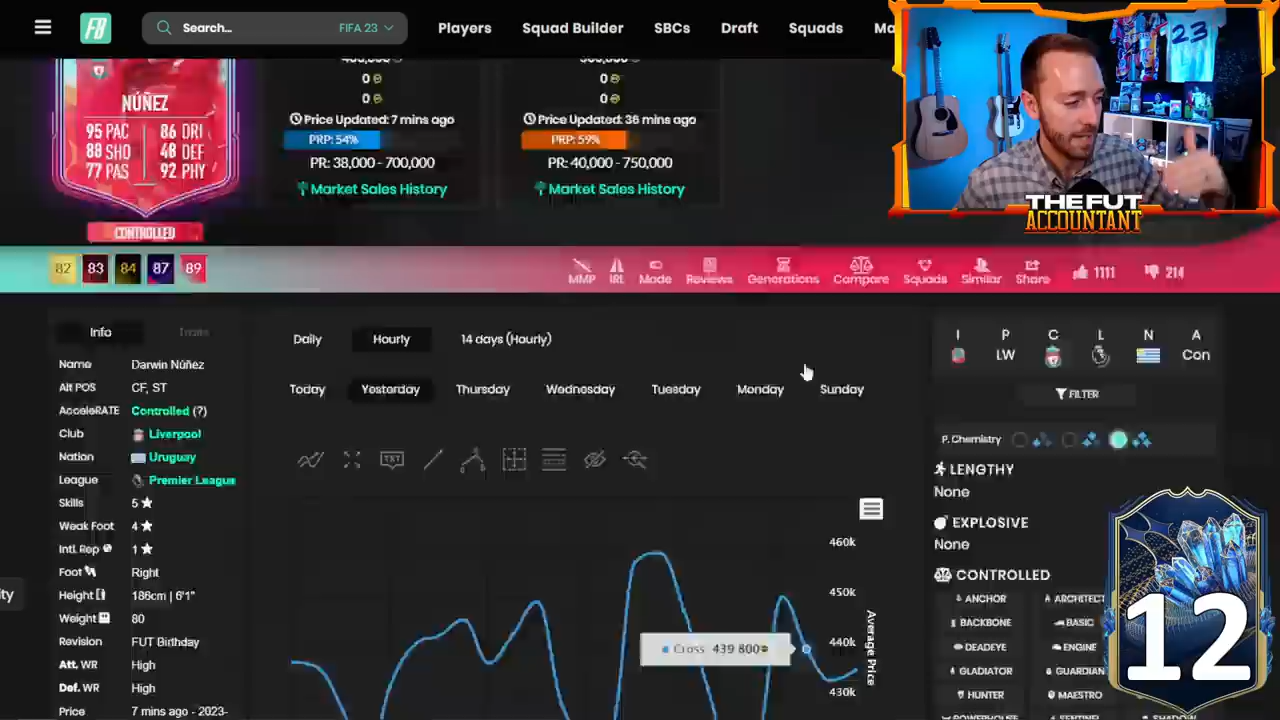 FB Search... FIFA 23 Players Squad Builder SBCs Draft Squads Ma
NÚÑEZ
95 PAC 86 DRI
88 SHO 48 DEF
77 PAS 92 PHY
CONTROLLED
0
0
Price Updated: 7 mins ago
PRP: 54%
PR: 38,000 - 700,000
Market Sales History
0
0
Price Updated: 36 mins ago
PRP: 59%
PR: 40,000 - 750,000
Market Sales History
23
THE FUT
ACCOUNTANT
82 83 84 87 89
MMP IRL Mode Reviews Generations Compare Squads Similar Share 1111 214
Info
Name Darwin Núñez
Alt POS CF, ST
AcceleRATE Controlled (?)
Club Liverpool
Nation Uruguay
League Premier League
Skills 5
Weak Foot 4
Intl. Rep 1
Foot Right
Height 186cm | 6'1"
Weight 80
Revision FUT Birthday
Att. WR High
Def. WR High
Price 7 mins ago - 2023-
ity
Daily Hourly 14 days (Hourly)
Today Yesterday Thursday Wednesday Tuesday Monday Sunday
TXT
460k
450k
440k
430k
Average Price
Cross 439 800
I P C L N A
LW Con
FILTER
P. Chemistry
LENGTHY
None
EXPLOSIVE
None
CONTROLLED
ANCHOR ARCHITECT
BACKBONE BASIC
DEADEYE ENGINE
GLADIATOR GUARDIAN
HUNTER MAESTRO
12